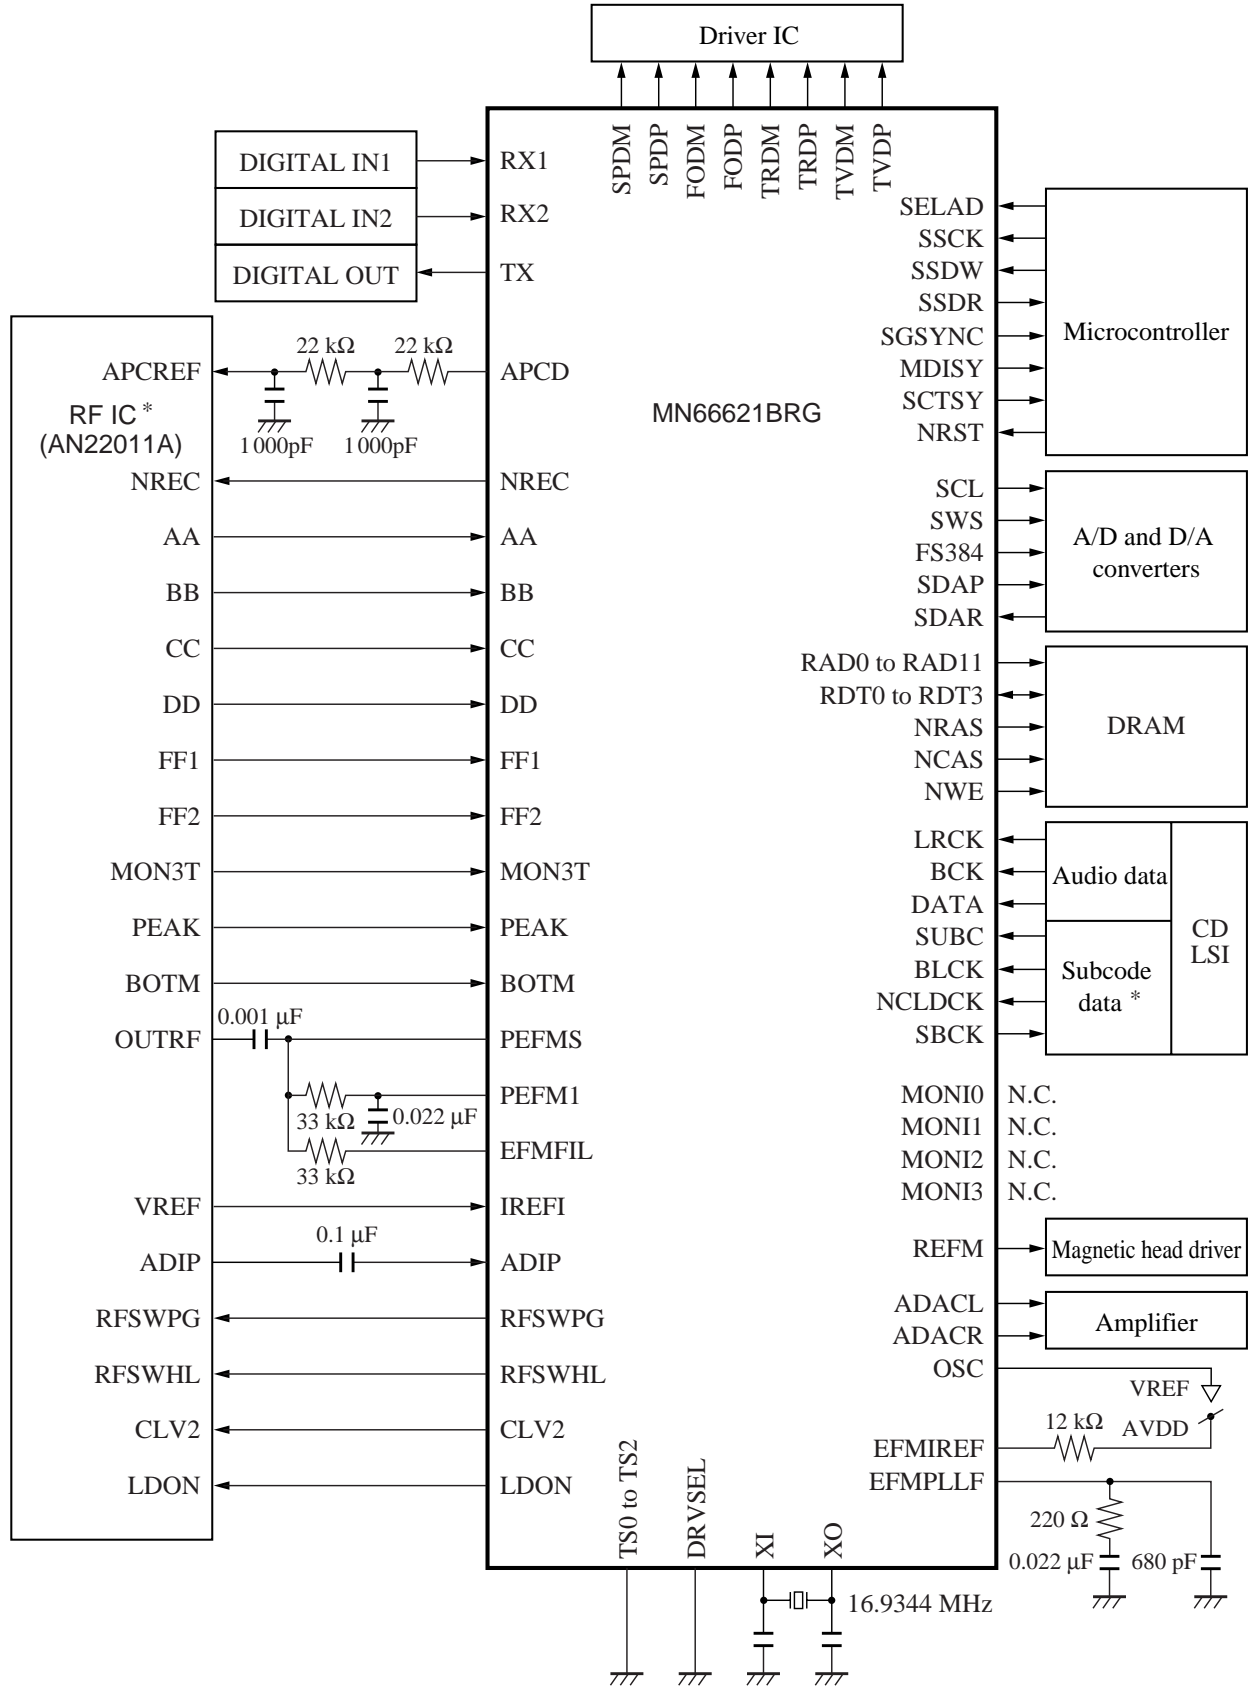 Driver IC
SPDM
SPDP
FODM
FODP
TRDM
TRDP
TVDM
TVDP
DIGITAL IN1
RX1
DIGITAL IN2
RX2
DIGITAL OUT
TX
SELAD
SSCK
SSDW
SSDR
SGSYNC
MDISY
SCTSY
NRST
Microcontroller
22 kΩ
22 kΩ
APCREF
APCD
RF IC *
(AN22011A)
1 000pF
1 000pF
MN66621BRG
NREC
NREC
AA
AA
BB
BB
CC
CC
DD
DD
FF1
FF1
FF2
FF2
MON3T
MON3T
PEAK
PEAK
BOTM
BOTM
0.001 µF
OUTRF
PEFMS
PEFM1
33 kΩ
0.022 µF
EFMFIL
33 kΩ
VREF
IREFI
0.1 µF
ADIP
ADIP
RFSWPG
RFSWPG
RFSWHL
RFSWHL
CLV2
CLV2
LDON
LDON
SCL
SWS
FS384
SDAP
SDAR
A/D and D/A
converters
RAD0 to RAD11
RDT0 to RDT3
NRAS
NCAS
NWE
DRAM
LRCK
BCK
DATA
SUBC
BLCK
NCLDCK
SBCK
Audio data
Subcode
data *
CD
LSI
MONI0 N.C.
MONI1 N.C.
MONI2 N.C.
MONI3 N.C.
REFM
Magnetic head driver
ADACL
ADACR
Amplifier
OSC
VREF
AVDD
12 kΩ
EFMIREF
EFMPLLF
220 Ω
0.022 µF
680 pF
TS0 to TS2
DRVSEL
XI
XO
16.9344 MHz